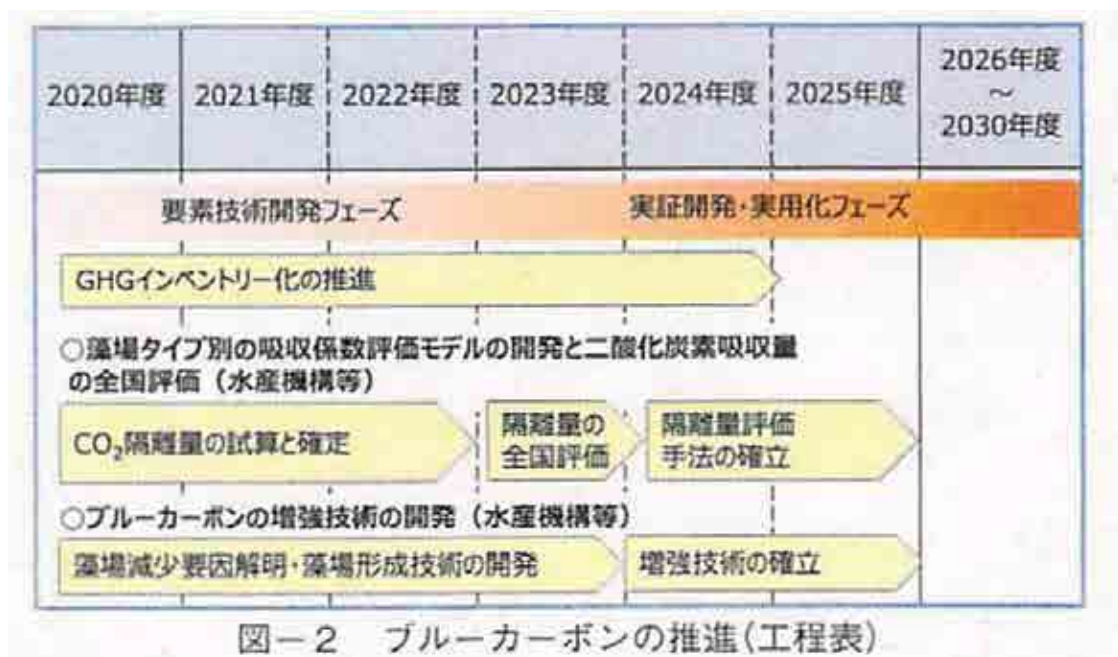 2020年度 2021年度 2022年度 2023年度 2024年度 2025年度 2026年度
～
2030年度
要素技術開発フェーズ 実証開発・実用化フェーズ
GHGインベントリー化の推進
○藻場タイプ別の吸収係数評価モデルの開発と二酸化炭素吸収量
の全国評価（水産機構等）
CO₂隔離量の試算と確定
隔離量の
全国評価
隔離量評価
手法の確立
○ブルーカーボンの増強技術の開発（水産機構等）
藻場減少要因解明・藻場形成技術の開発 増強技術の確立
図－2 ブルーカーボンの推進(工程表)